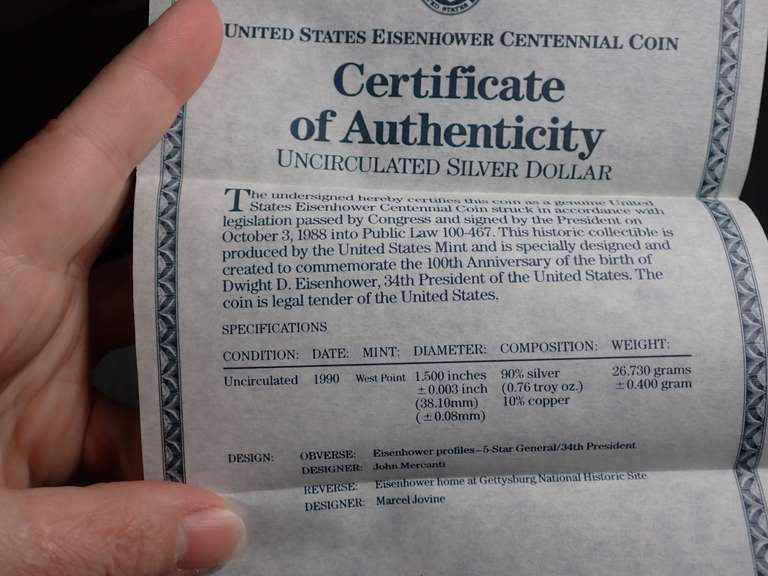 UNITED STATES EISENHOWER CENTENNIAL COIN
Certificate
of Authenticity
UNCIRCULATED SILVER DOLLAR
The undersigned hereby certifies this coin as a genuine United
States Eisenhower Centennial Coin struck in accordance with
legislation passed by Congress and signed by the President on
October 3, 1988 into Public Law 100-467. This historic collectible is
produced by the United States Mint and is specially designed and
created to commemorate the 100th Anniversary of the birth of
Dwight D. Eisenhower, 34th President of the United States. The
coin is legal tender of the United States.
SPECIFICATIONS
CONDITION: DATE: MINT: DIAMETER: COMPOSITION: WEIGHT:
Uncirculated 1990 West Point 1.500 inches 90% silver 26.730 grams
±0.003 inch (0.76 troy oz.) ±0.400 gram
(38.10mm) 10% copper
(±0.08mm)
DESIGN: OBVERSE: Eisenhower profiles–5-Star General/34th President
DESIGNER: John Mercanti
REVERSE: Eisenhower home at Gettysburg National Historic Site
DESIGNER: Marcel Jovine